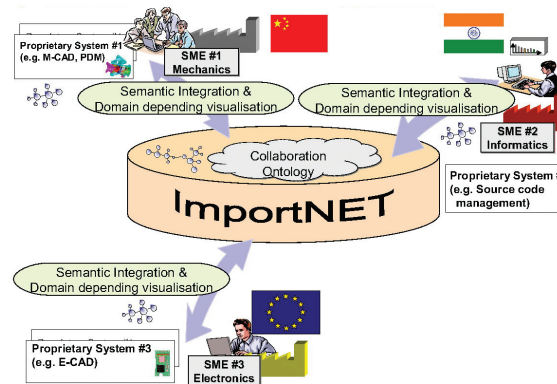 Proprietary System #1
(e.g. M-CAD, PDM)
SME #1
Mechanics
Semantic Integration &
Domain depending visualisation
Semantic Integration &
Domain depending visualisation
SME #2
Informatics
Collaboration
Ontology
ImportNET
Proprietary System #
(e.g. Source code
management)
Semantic Integration &
Domain depending visualisation
Proprietary System #3
(e.g. E-CAD)
SME #3
Electronics